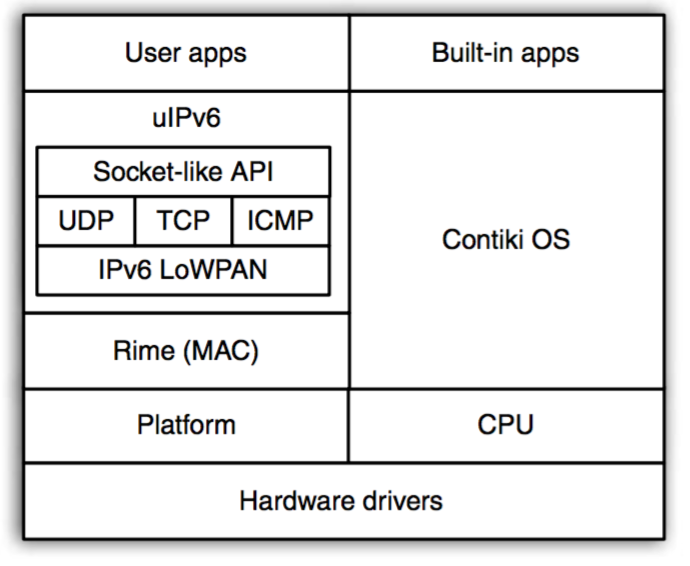 User apps
Built-in apps
uIPv6
Socket-like API
UDP
TCP
ICMP
IPv6 LoWPAN
Contiki OS
Rime (MAC)
Platform
CPU
Hardware drivers